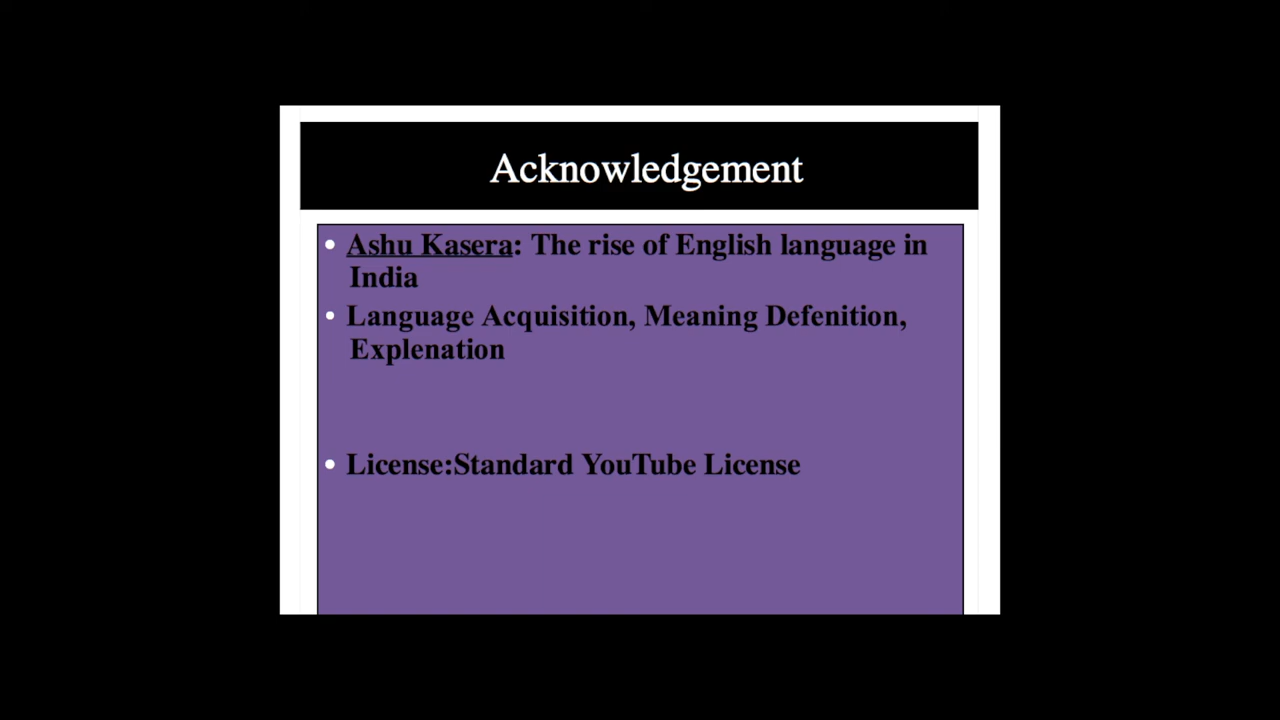 Acknowledgement
• Ashu Kasera: The rise of English language in
India
• Language Acquisition, Meaning Defenition,
Explenation
• License:Standard YouTube License